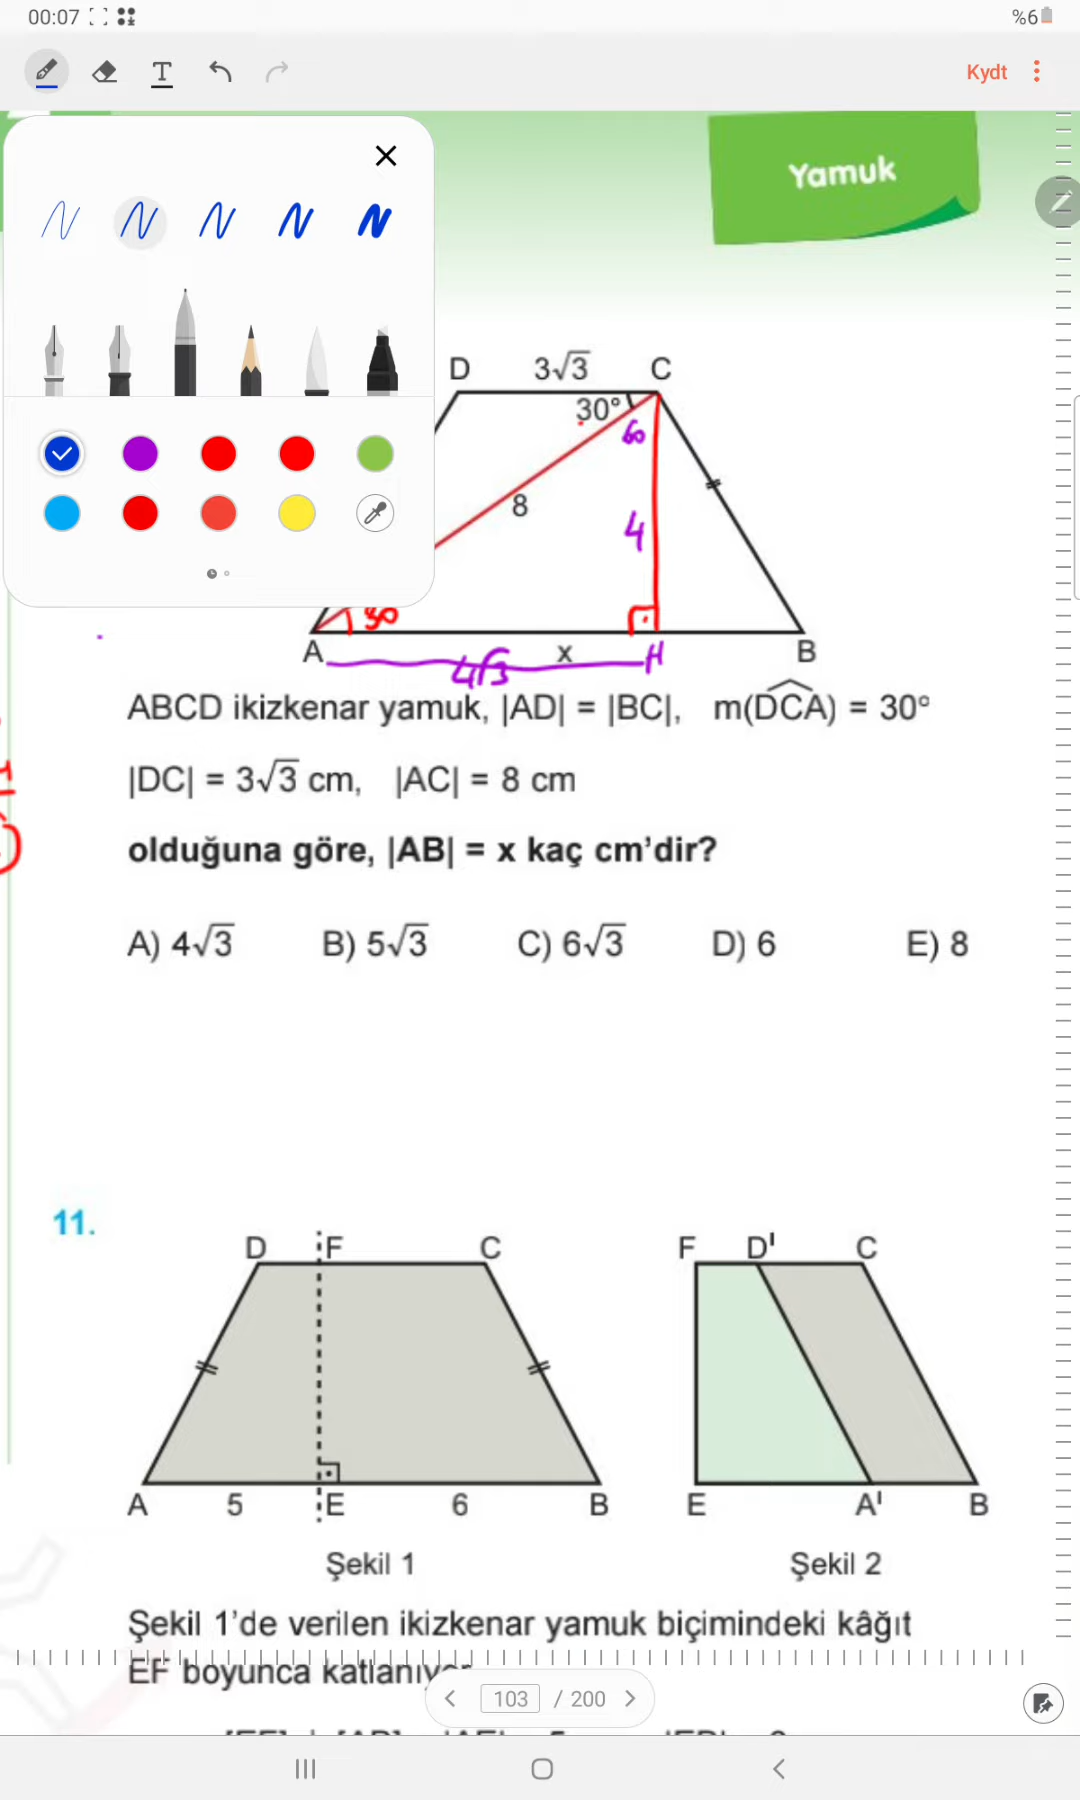 00:07
%6
T
Kydt
Yamuk
D 3√3 C
30°
60
8
4
30
A x H B
4√3
ABCD ikizkenar yamuk, |AD| = |BC|, m(DCA) = 30°
|DC| = 3√3 cm, |AC| = 8 cm
olduğuna göre, |AB| = x kaç cm'dir?
A) 4√3 B) 5√3 C) 6√3 D) 6 E) 8
11.
D F C F D' C
A 5 E 6 B E A' B
Şekil 1 Şekil 2
Şekil 1'de verilen ikizkenar yamuk biçimindeki kâğıt
EF boyunca katlanıyor
103 / 200